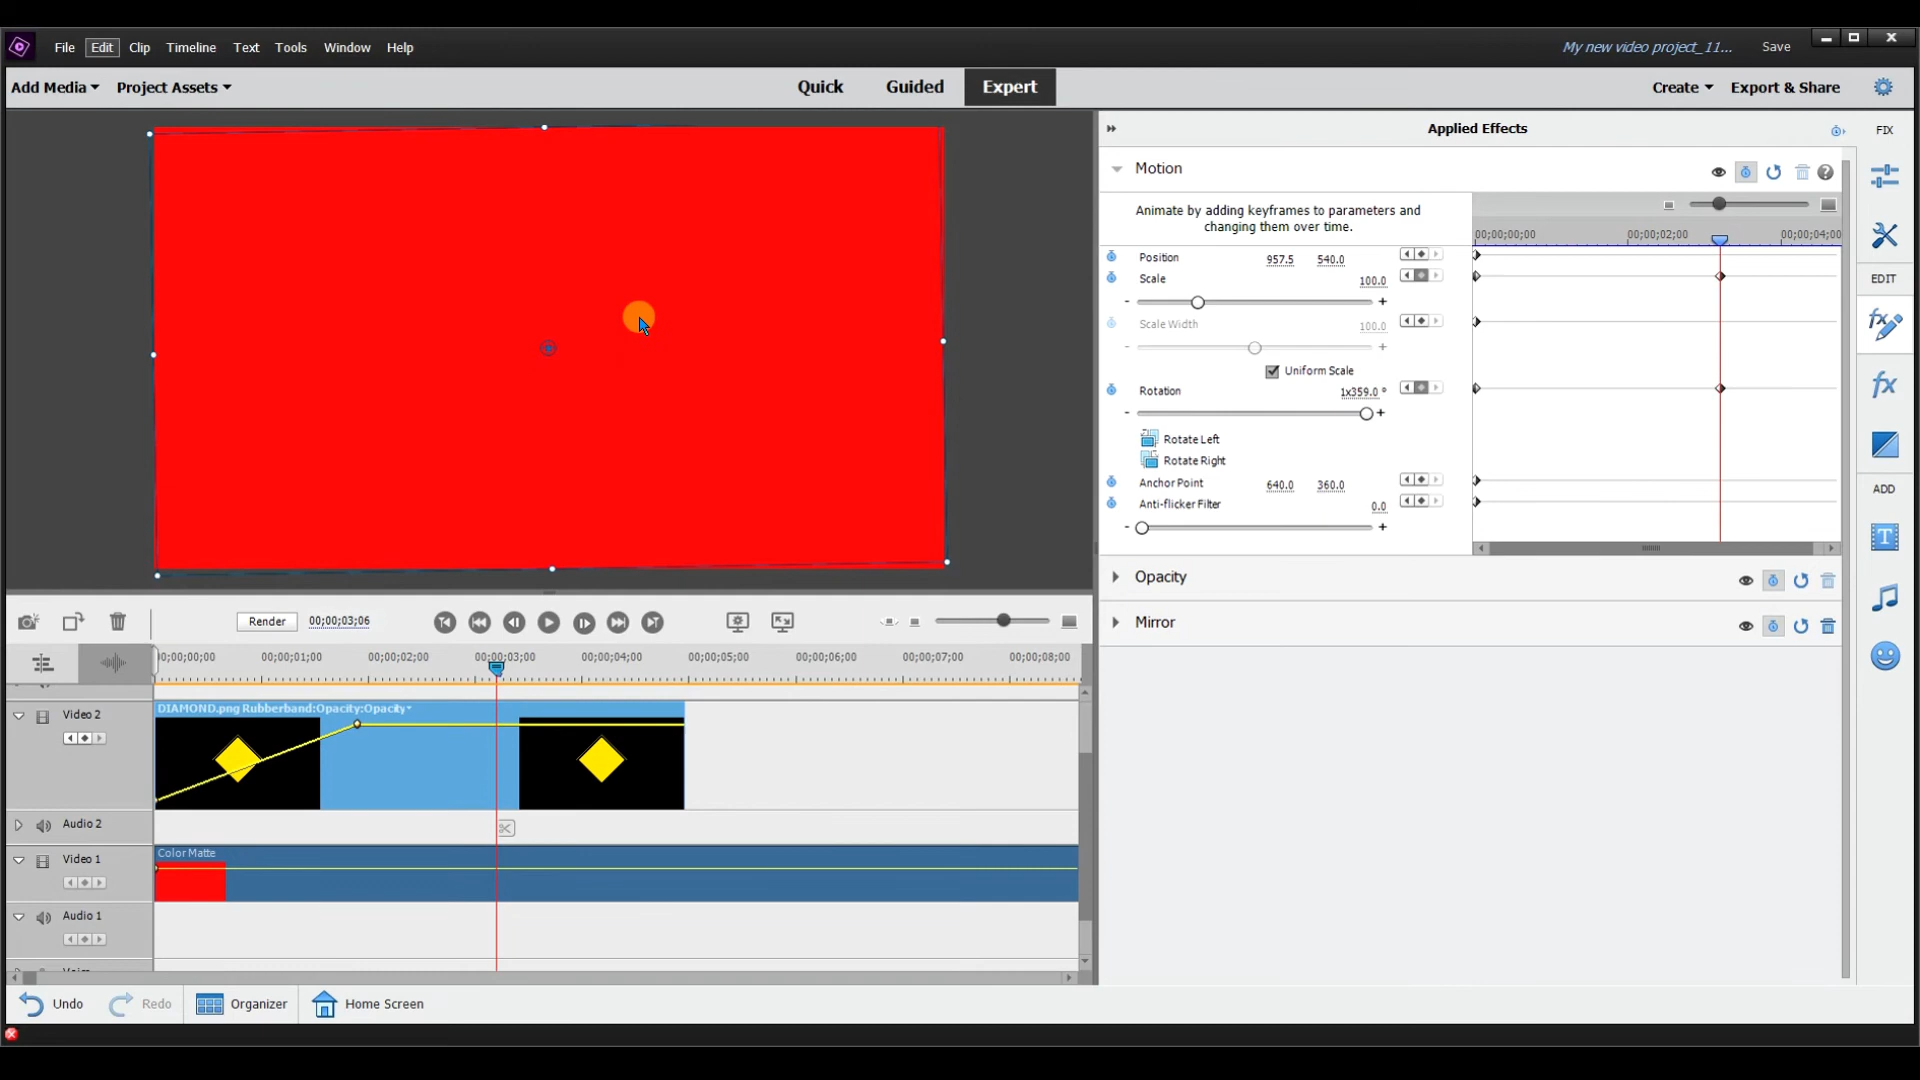 File Edit Clip Timeline Text Tools Window Help
My new video project_11... Save
Add Media Project Assets
Quick Guided Expert
Create Export & Share
Applied Effects
FIX
Motion
Animate by adding keyframes to parameters and
changing them over time.
00;00;00;00 00;00;02;00 00;00;04;00
Position 957.5 540.0
Scale 100.0
- +
Scale Width 100.0
- +
Uniform Scale
Rotation 1x359.0 °
- +
Rotate Left
Rotate Right
Anchor Point 640.0 360.0
Anti-flicker Filter 0.0
- +
Opacity
Mirror
EDIT
ADD
Render 00;00;03;06
00;00;00;00 00;00;01;00 00;00;02;00 00;00;03;00 00;00;04;00 00;00;05;00 00;00;06;00 00;00;07;00 00;00;08;00
Video 2
DIAMOND.png Rubberband:Opacity:Opacity
Audio 2
Video 1
Color Matte
Audio 1
Undo Redo Organizer Home Screen